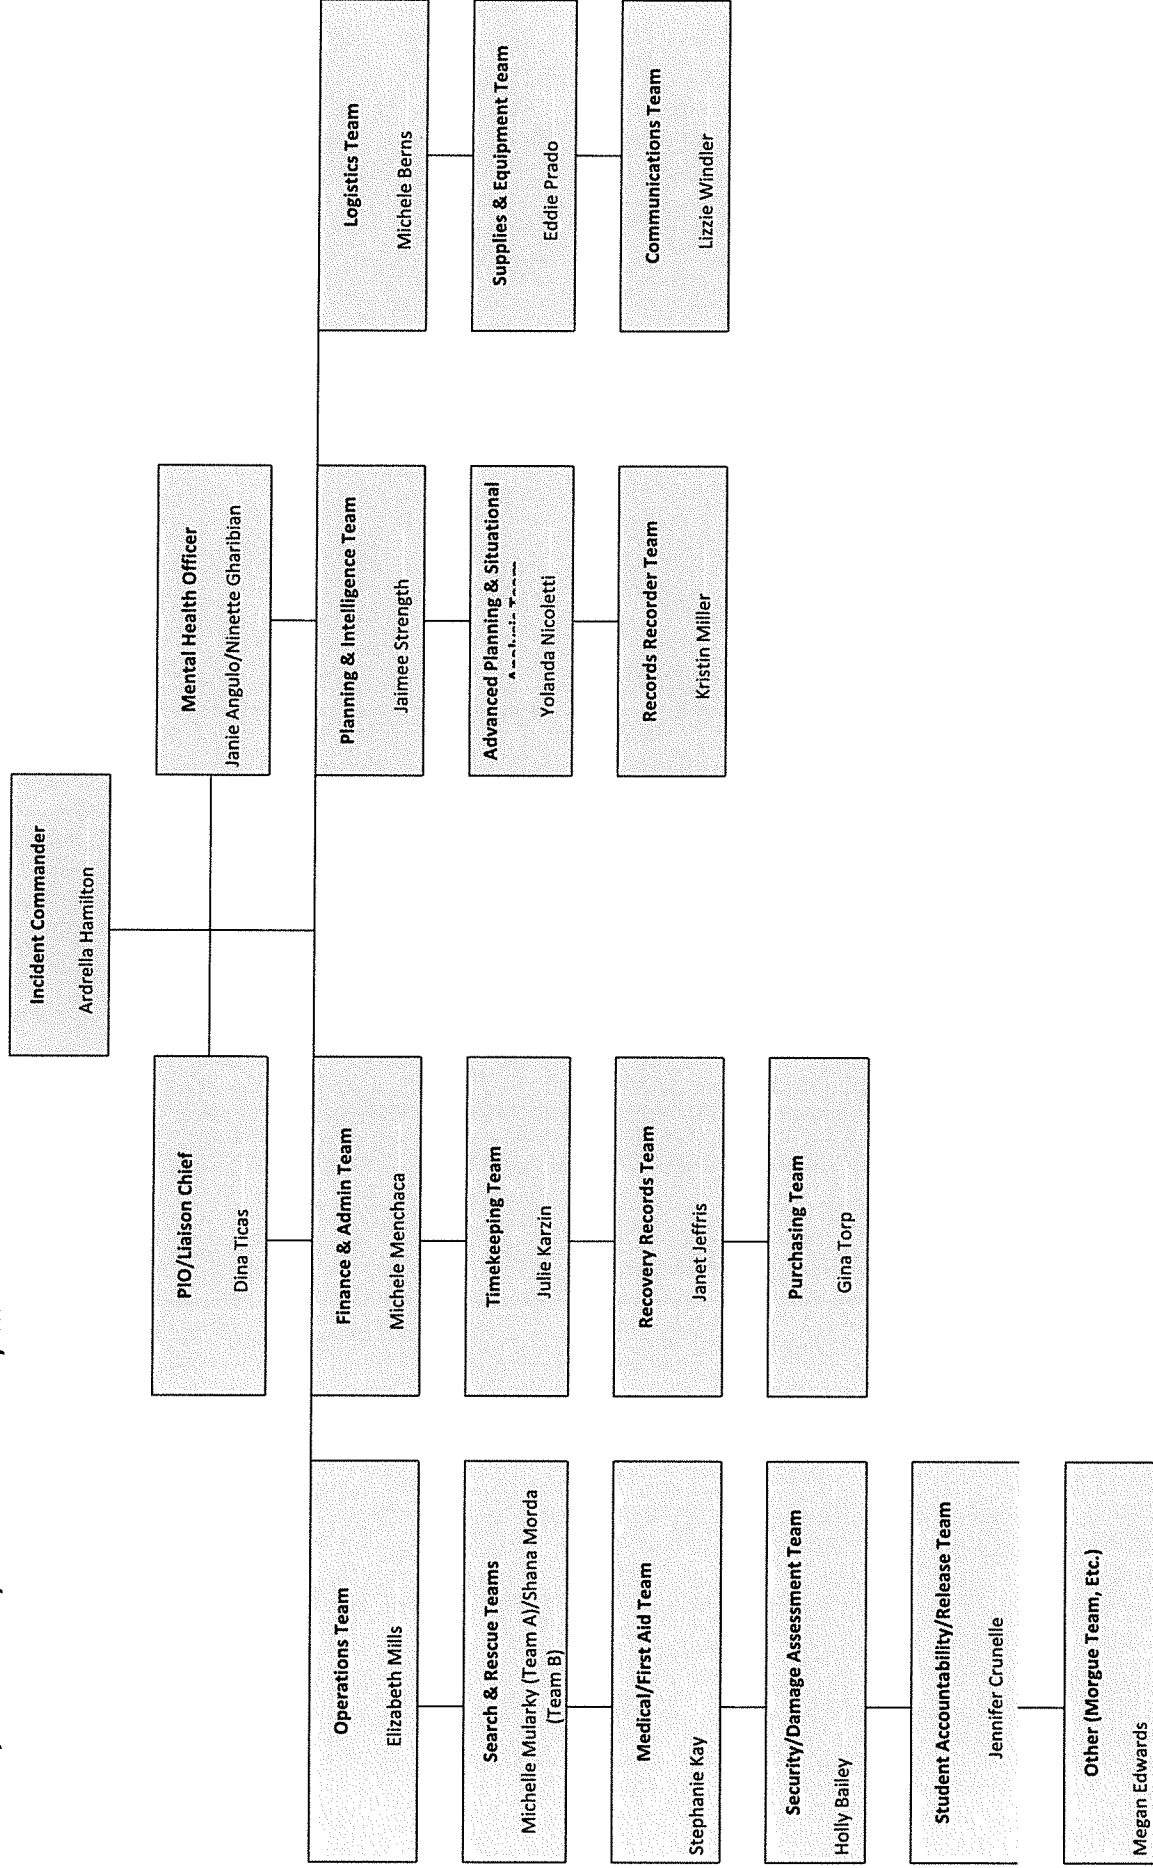 Incident Commander
Ardrella Hamilton
PIO/Liaison Chief
Dina Ticas
Mental Health Officer
Janie Angulo/Ninette Gharibian
Operations Team
Elizabeth Mills
Search & Rescue Teams
Michelle Mularky (Team A)/Shana Morda
(Team B)
Medical/First Aid Team
Stephanie Kay
Security/Damage Assessment Team
Holly Bailey
Student Accountability/Release Team
Jennifer Crunelle
Other (Morgue Team, Etc.)
Megan Edwards
Finance & Admin Team
Michele Menchaca
Timekeeping Team
Julie Karzin
Recovery Records Team
Janet Jeffris
Purchasing Team
Gina Torp
Planning & Intelligence Team
Jaimee Strength
Advanced Planning & Situational
Yolanda Nicoletti
Records Recorder Team
Kristin Miller
Logistics Team
Michele Berns
Supplies & Equipment Team
Eddie Prado
Communications Team
Lizzie Windler